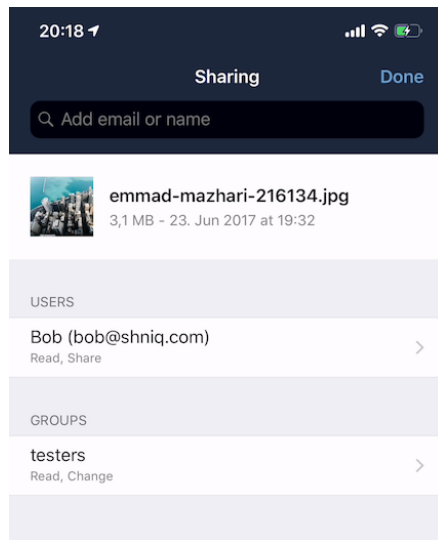 20:18
Sharing
Done
Add email or name
emmad-mazhari-216134.jpg
3,1 MB - 23. Jun 2017 at 19:32
USERS
Bob (bob@shniq.com)
Read, Share
GROUPS
testers
Read, Change